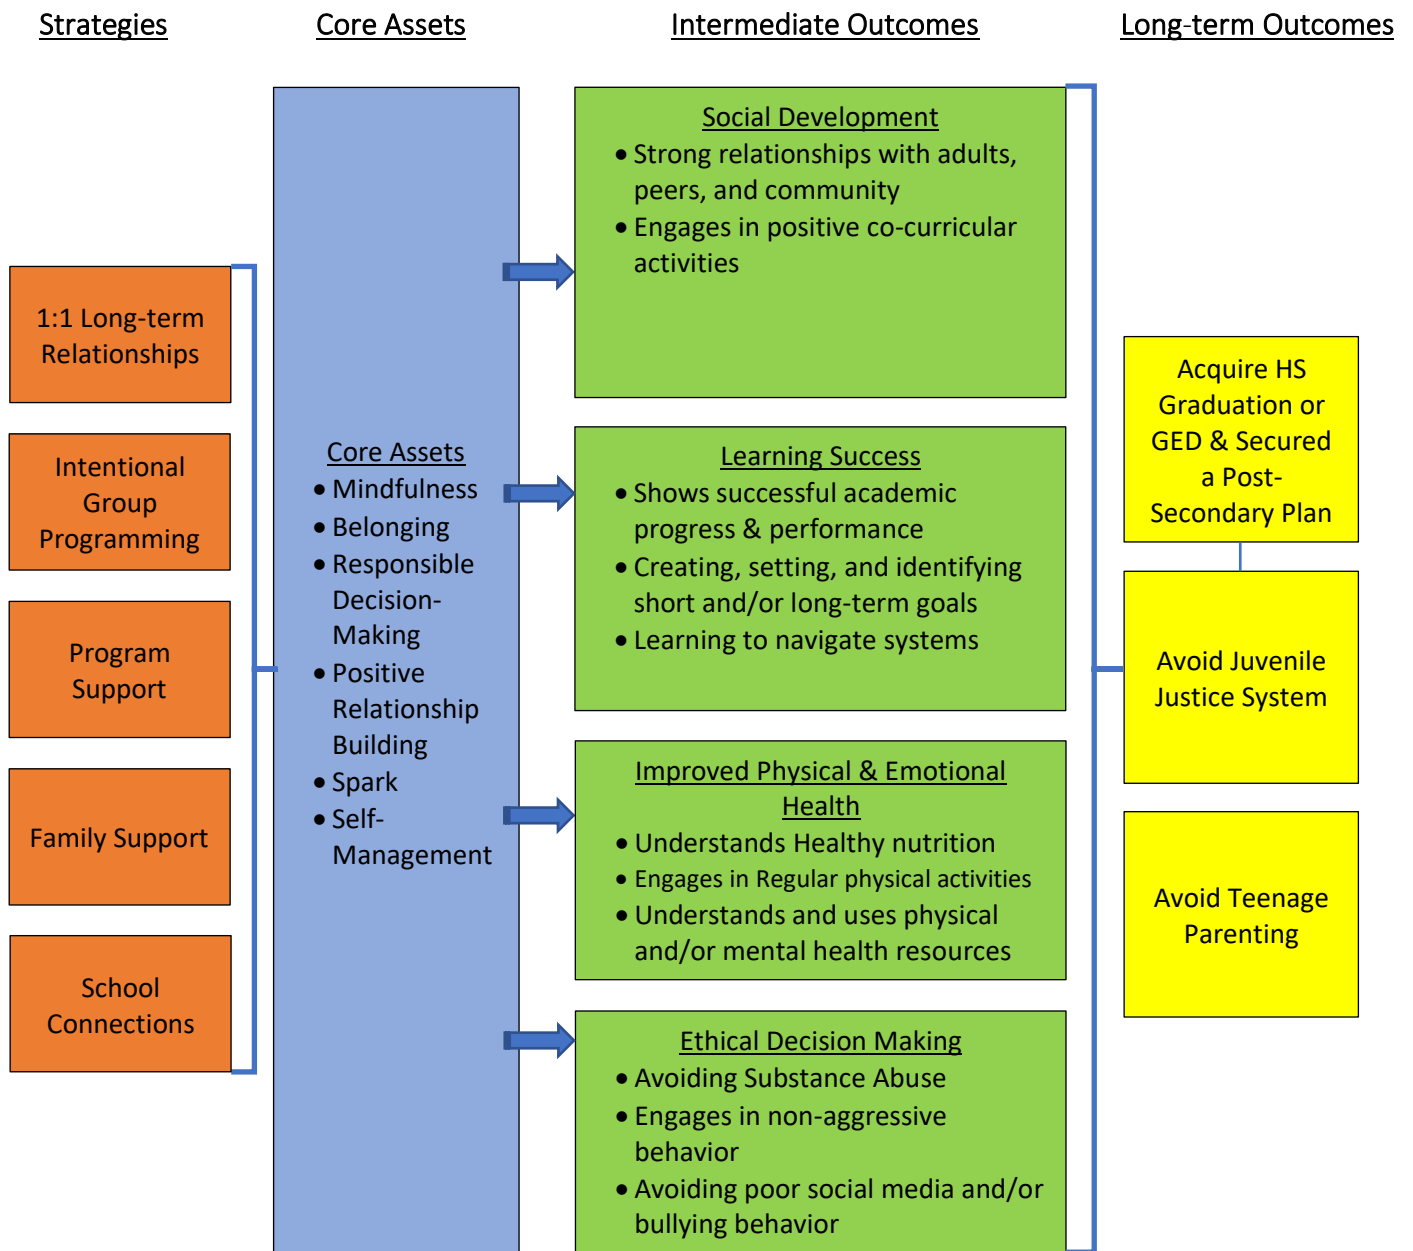 Strategies
Core Assets
Intermediate Outcomes
Long-term Outcomes
1:1 Long-term
Relationships
Intentional
Group
Programming
Program
Support
Family Support
School
Connections
Core Assets
• Mindfulness
• Belonging
• Responsible
Decision-
Making
• Positive
Relationship
Building
• Spark
• Self-
Management
Social Development
• Strong relationships with adults,
peers, and community
• Engages in positive co-curricular
activities
Learning Success
• Shows successful academic
progress & performance
• Creating, setting, and identifying
short and/or long-term goals
• Learning to navigate systems
Improved Physical & Emotional
Health
• Understands Healthy nutrition
• Engages in Regular physical activities
• Understands and uses physical
and/or mental health resources
Ethical Decision Making
• Avoiding Substance Abuse
• Engages in non-aggressive
behavior
• Avoiding poor social media and/or
bullying behavior
Acquire HS
Graduation or
GED & Secured
a Post-
Secondary Plan
Avoid Juvenile
Justice System
Avoid Teenage
Parenting